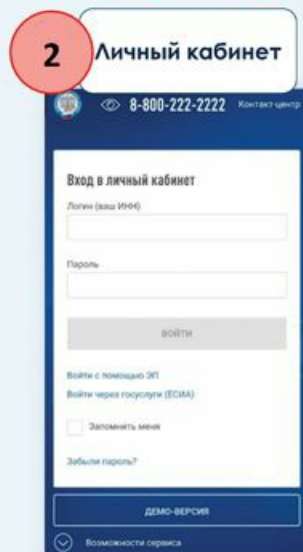 2
Личный кабинет
8-800-222-2222 Контакт-центр
Вход в личный кабинет
Логин (ваш ИНН)
Пароль
ВОЙТИ
Войти с помощью ЭП
Войти через госуслуги (ЕСИА)
Запомнить меня
Забыли пароль?
ДЕМО-ВЕРСИЯ
Возможности сервиса